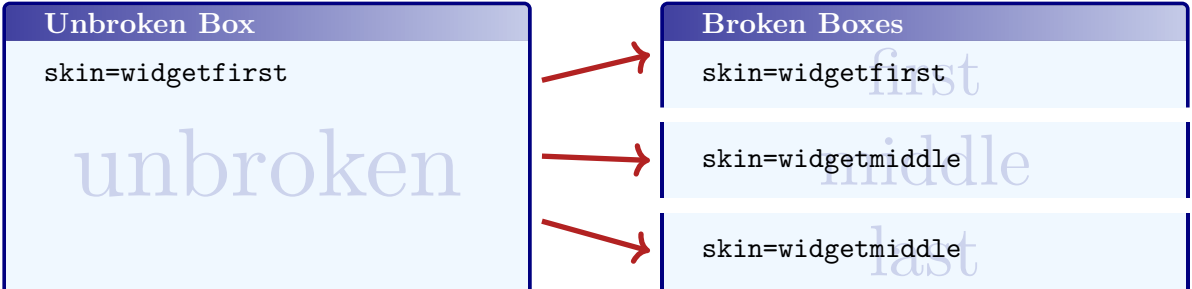 Unbroken Box
skin=widgetfirst
unbroken
Broken Boxes
first
skin=widgetfirst
middle
skin=widgetmiddle
last
skin=widgetmiddle